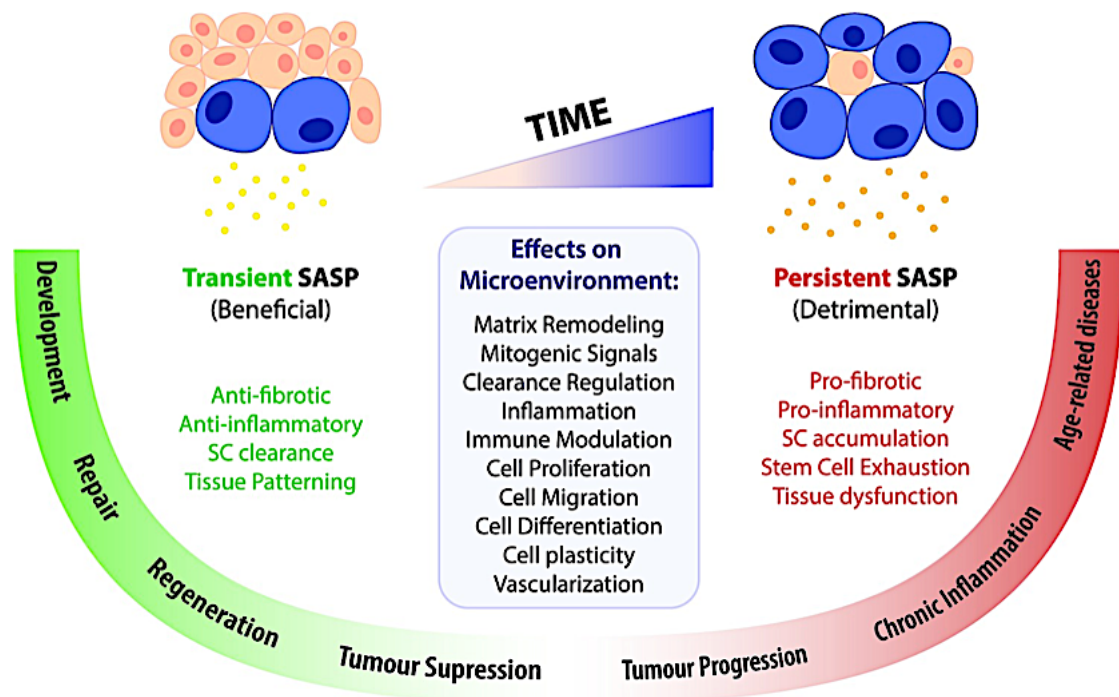 TIME
Transient SASP
(Beneficial)
Anti-fibrotic
Anti-inflammatory
SC clearance
Tissue Patterning
Effects on
Microenvironment:
Matrix Remodeling
Mitogenic Signals
Clearance Regulation
Inflammation
Immune Modulation
Cell Proliferation
Cell Migration
Cell Differentiation
Cell plasticity
Vascularization
Persistent SASP
(Detrimental)
Pro-fibrotic
Pro-inflammatory
SC accumulation
Stem Cell Exhaustion
Tissue dysfunction
Development
Repair
Regeneration
Tumour Supression
Tumour Progression
Chronic Inflammation
Age-related diseases